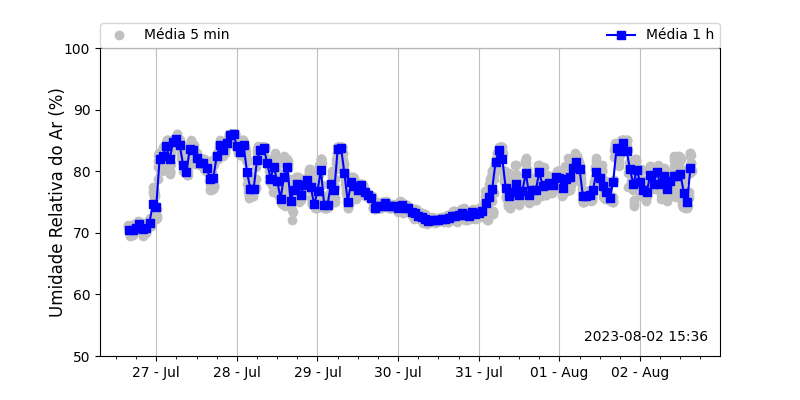 Média 5 min
Média 1 h
Umidade Relativa do Ar (%)
100
90
80
70
60
50
2023-08-02 15:36
27 - Jul
28 - Jul
29 - Jul
30 - Jul
31 - Jul
01 - Aug
02 - Aug